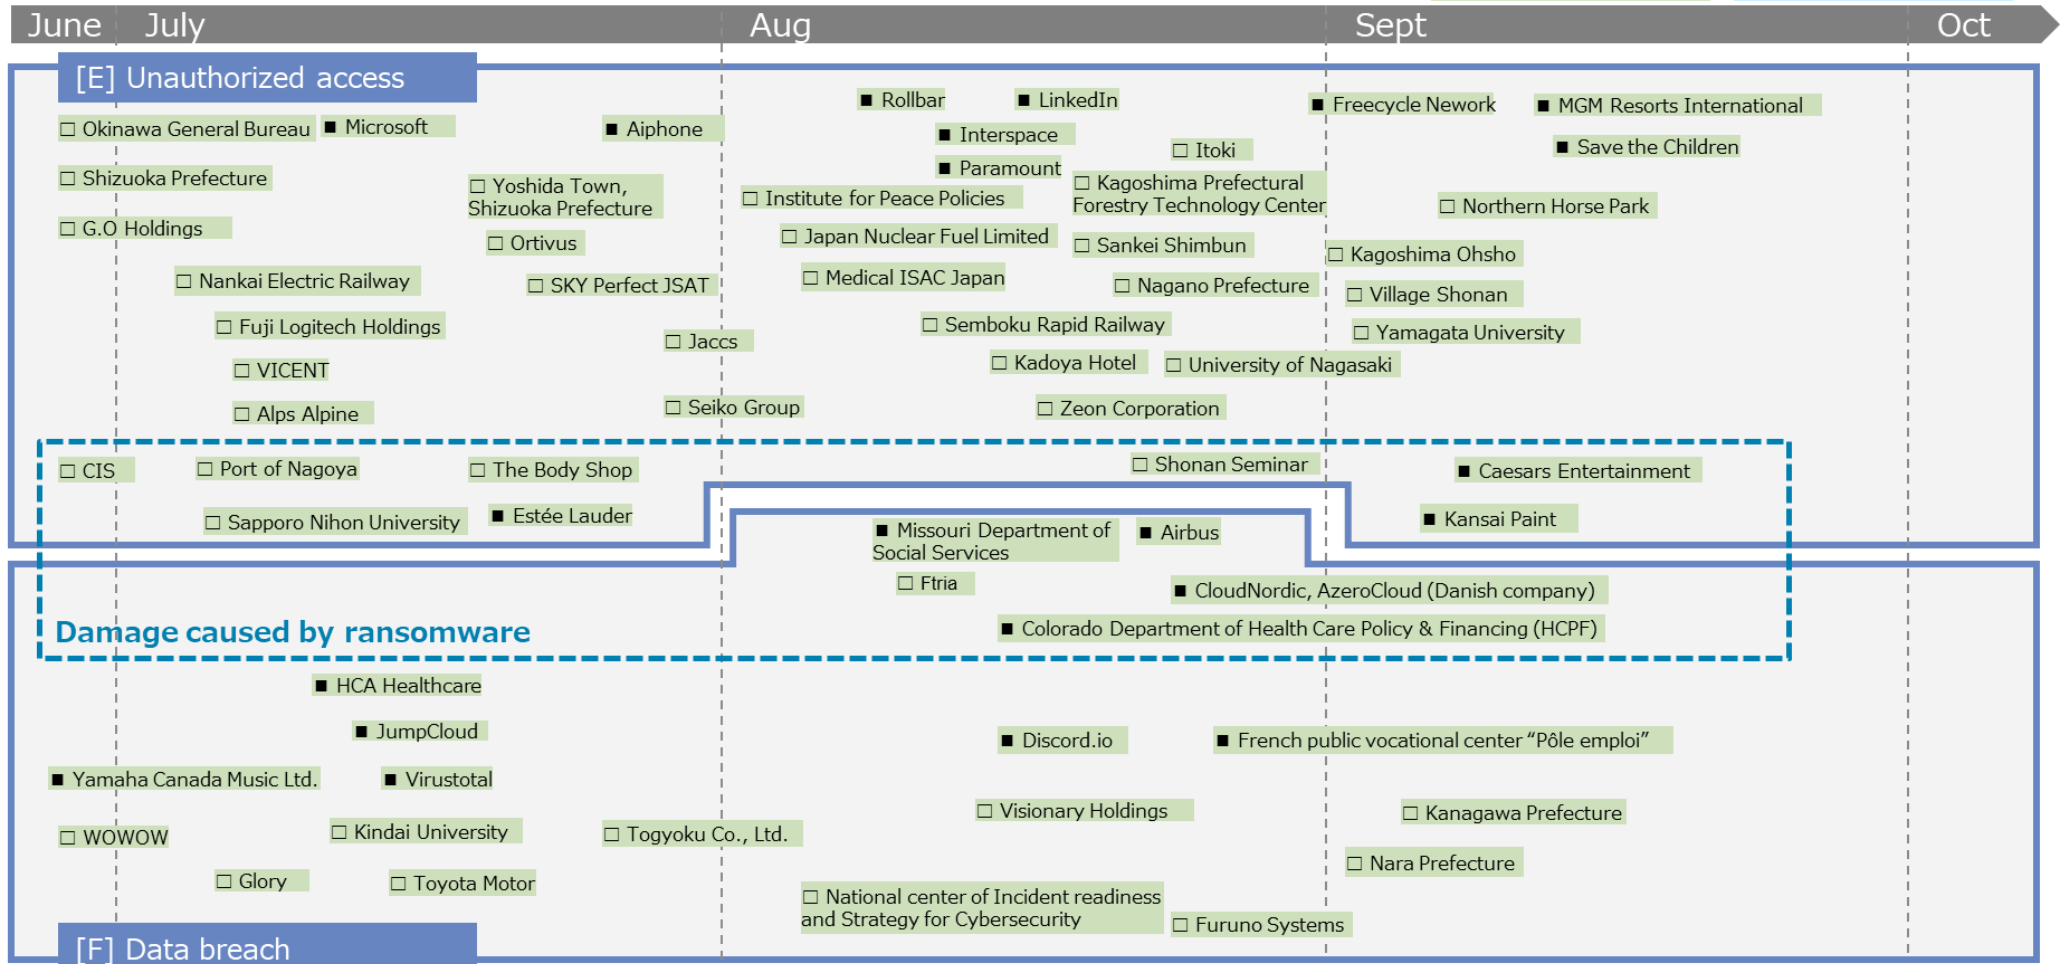 June July Aug Sept Oct
[E] Unauthorized access
■ Rollbar
■ LinkedIn
■ Freecycle Nework
■ MGM Resorts International
□ Okinawa General Bureau
■ Microsoft
■ Aiphone
■ Interspace
■ Save the Children
□ Itoki
■ Paramount
□ Shizuoka Prefecture
□ Yoshida Town,
Shizuoka Prefecture
□ Institute for Peace Policies
□ Kagoshima Prefectural
Forestry Technology Center
□ Northern Horse Park
□ G.O Holdings
□ Ortivus
□ Japan Nuclear Fuel Limited
□ Sankei Shimbun
□ Kagoshima Ohsho
□ Nankai Electric Railway
□ SKY Perfect JSAT
□ Medical ISAC Japan
□ Nagano Prefecture
□ Village Shonan
□ Fuji Logitech Holdings
□ Semboku Rapid Railway
□ Yamagata University
□ Jaccs
□ VICENT
□ Kadoya Hotel
□ University of Nagasaki
□ Alps Alpine
□ Seiko Group
□ Zeon Corporation
□ CIS
□ Port of Nagoya
□ The Body Shop
□ Shonan Seminar
■ Caesars Entertainment
□ Sapporo Nihon University
■ Estée Lauder
■ Kansai Paint
■ Missouri Department of
Social Services
■ Airbus
□ Ftria
■ CloudNordic, AzeroCloud (Danish company)
Damage caused by ransomware
■ Colorado Department of Health Care Policy & Financing (HCPF)
■ HCA Healthcare
■ JumpCloud
■ Discord.io
■ French public vocational center “Pôle emploi”
■ Yamaha Canada Music Ltd.
■ Virustotal
□ Visionary Holdings
□ Kanagawa Prefecture
□ WOWOW
□ Kindai University
□ Togyoku Co., Ltd.
□ Nara Prefecture
□ Glory
□ Toyota Motor
□ National center of Incident readiness
and Strategy for Cybersecurity
□ Furuno Systems
[F] Data breach